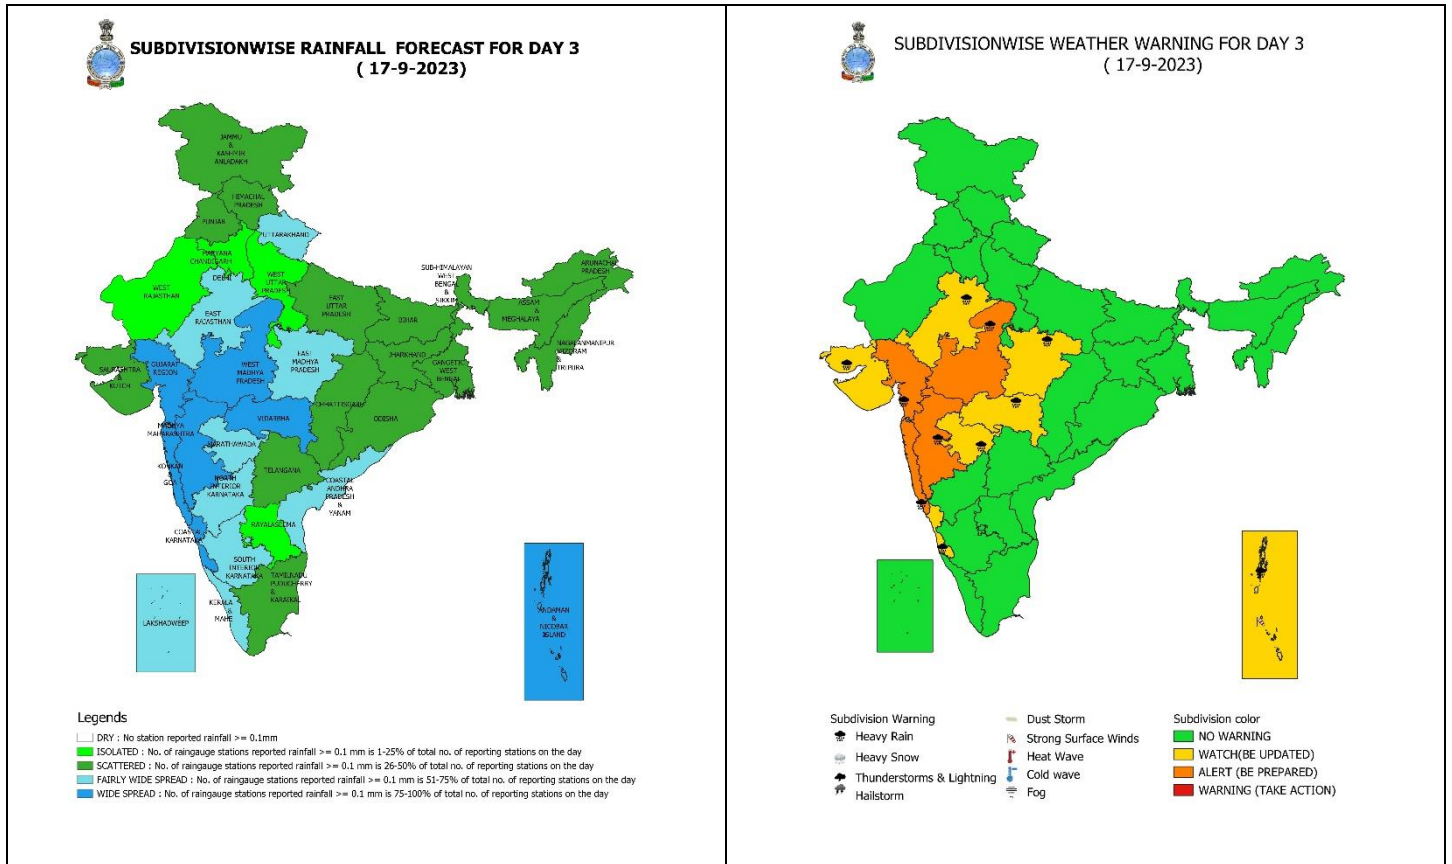 SUBDIVISIONWISE RAINFALL FORECAST FOR DAY 3
( 17-9-2023)
JAMMU
&
KASHMIR
ANLADAKH
HIMACHAL
PRADESH
PUNJAB
UTTARAKHAND
HARYANA
CHANDIGARH
DELHI
WEST
UTTAR
PRADESH
WEST
RAJASTHAN
EAST
RAJASTHAN
EAST
UTTAR
PRADESH
SUB-HIMALAYAN
WEST
BENGAL
&
SIKKIM
ARUNACHAL
PRADESH
ASSAM
&
MEGHALAYA
NAGALANMANIPUR
MIZORAM
&
TRIPURA
BIHAR
JHARKHAND
GANGETIC
WEST
BENGAL
SAURASHTRA
&
KUTCH
GUJARAT
REGION
WEST
MADHYA
PRADESH
EAST
MADHYA
PRADESH
CHHATTISGARH
ODISHA
VIDARBHA
MADHYA
MAHARASHTRA
MARATHAWADA
KONKAN
&
GOA
NORTH
INTERIOR
KARNATAKA
TELANGANA
COASTAL
ANDHRA
PRADESH
&
YANAM
RAYALASEEMA
COASTAL
KARNATAKA
SOUTH
INTERIOR
KARNATAKA
TAMILNADU
PUDUCHERRY
&
KARAIKAL
KERALA
&
MAHE
LAKSHADWEEP
ANDAMAN
&
NICOBAR
ISLAND
Legends
DRY : No station reported rainfall >= 0.1mm
ISOLATED : No. of raingauge stations reported rainfall >= 0.1 mm is 1-25% of total no. of reporting stations on the day
SCATTERED : No. of raingauge stations reported rainfall >= 0.1 mm is 26-50% of total no. of reporting stations on the day
FAIRLY WIDE SPREAD : No. of raingauge stations reported rainfall >= 0.1 mm is 51-75% of total no. of reporting stations on the day
WIDE SPREAD : No. of raingauge stations reported rainfall >= 0.1 mm is 75-100% of total no. of reporting stations on the day
SUBDIVISIONWISE WEATHER WARNING FOR DAY 3
( 17-9-2023)
Subdivision Warning
Heavy Rain
Heavy Snow
Thunderstorms & Lightning
Hailstorm
Dust Storm
Strong Surface Winds
Heat Wave
Cold wave
Fog
Subdivision color
NO WARNING
WATCH(BE UPDATED)
ALERT (BE PREPARED)
WARNING (TAKE ACTION)